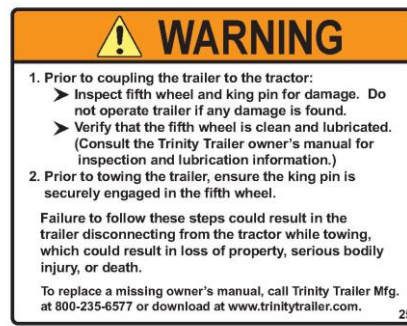 WARNING
1. Prior to coupling the trailer to the tractor:
➤ Inspect fifth wheel and king pin for damage. Do
not operate trailer if any damage is found.
➤ Verify that the fifth wheel is clean and lubricated.
(Consult the Trinity Trailer owner's manual for
inspection and lubrication information.)
2. Prior to towing the trailer, ensure the king pin is
securely engaged in the fifth wheel.
Failure to follow these steps could result in the
trailer disconnecting from the tractor while towing,
which could result in loss of property, serious bodily
injury, or death.
To replace a missing owner's manual, call Trinity Trailer Mfg.
at 800-235-6577 or download at www.trinitytrailer.com.